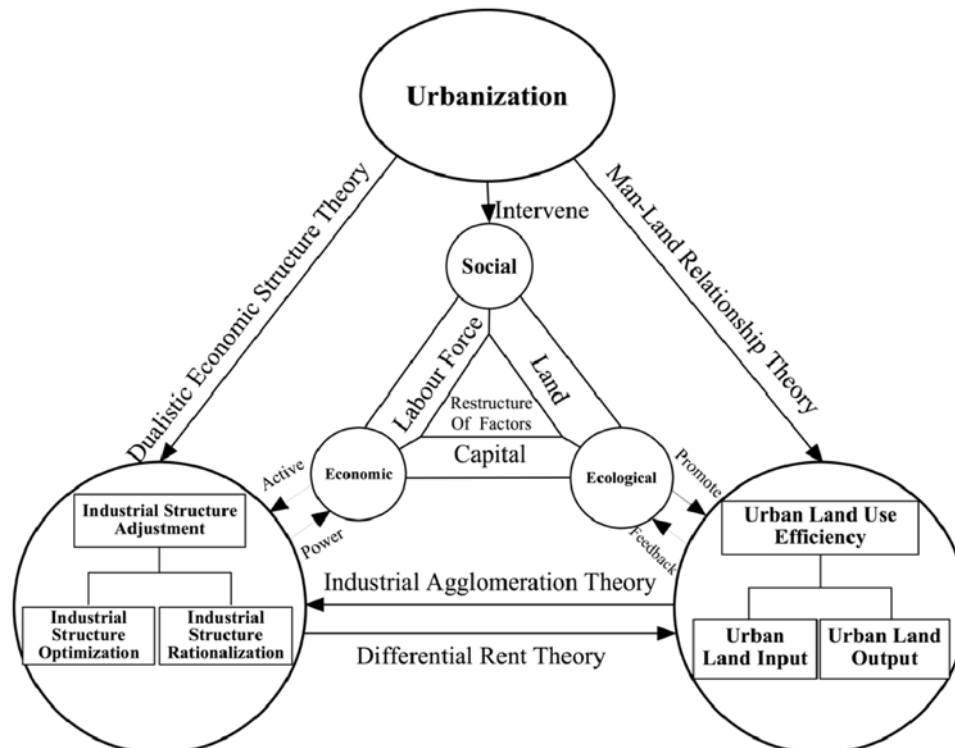 Urbanization
Dualistic Economic Structure Theory
Man-Land Relationship Theory
Intervene
Social
Labour Force
Land
Restructure
Of Factors
Capital
Economic
Ecological
Active
Power
Promote
Feedback
Industrial Structure
Adjustment
Industrial
Structure
Optimization
Industrial
Structure
Rationalization
Urban Land Use
Efficiency
Urban
Land Input
Urban Land
Output
Industrial Agglomeration Theory
Differential Rent Theory